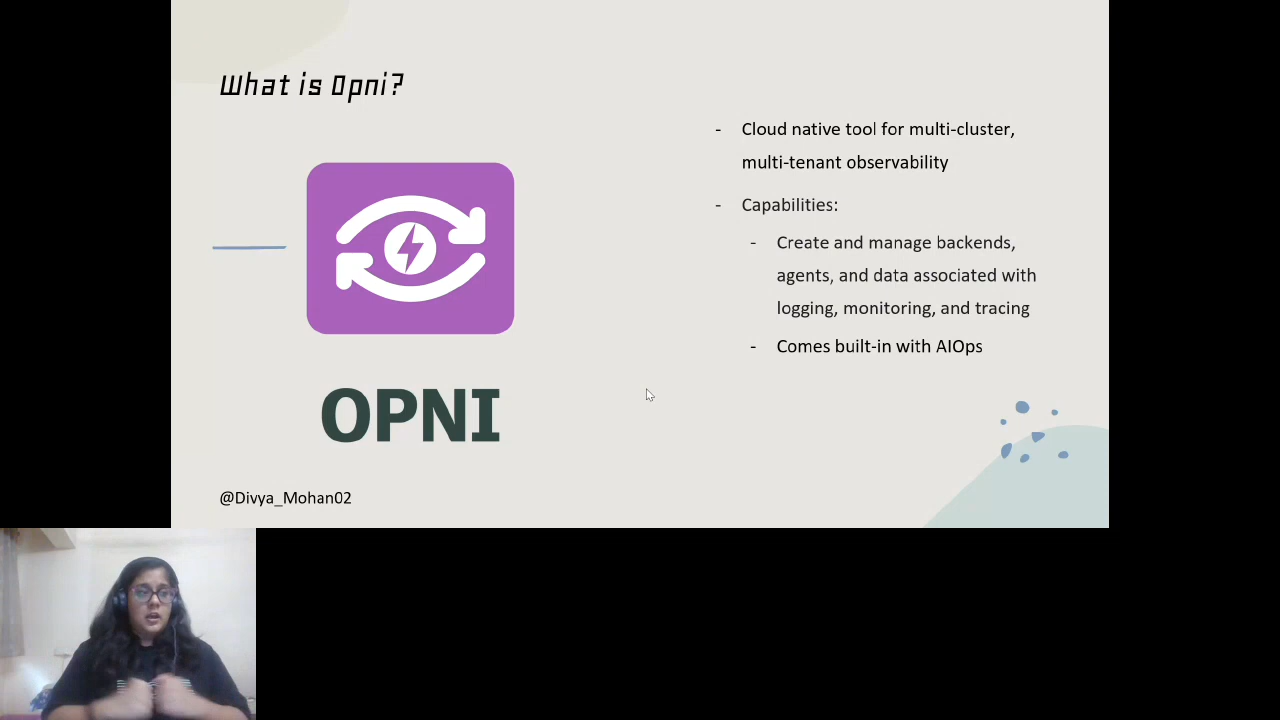 What is Opni?
- Cloud native tool for multi-cluster,
multi-tenant observability
- Capabilities:
- Create and manage backends,
agents, and data associated with
logging, monitoring, and tracing
- Comes built-in with AIOps
OPNI
@Divya_Mohan02